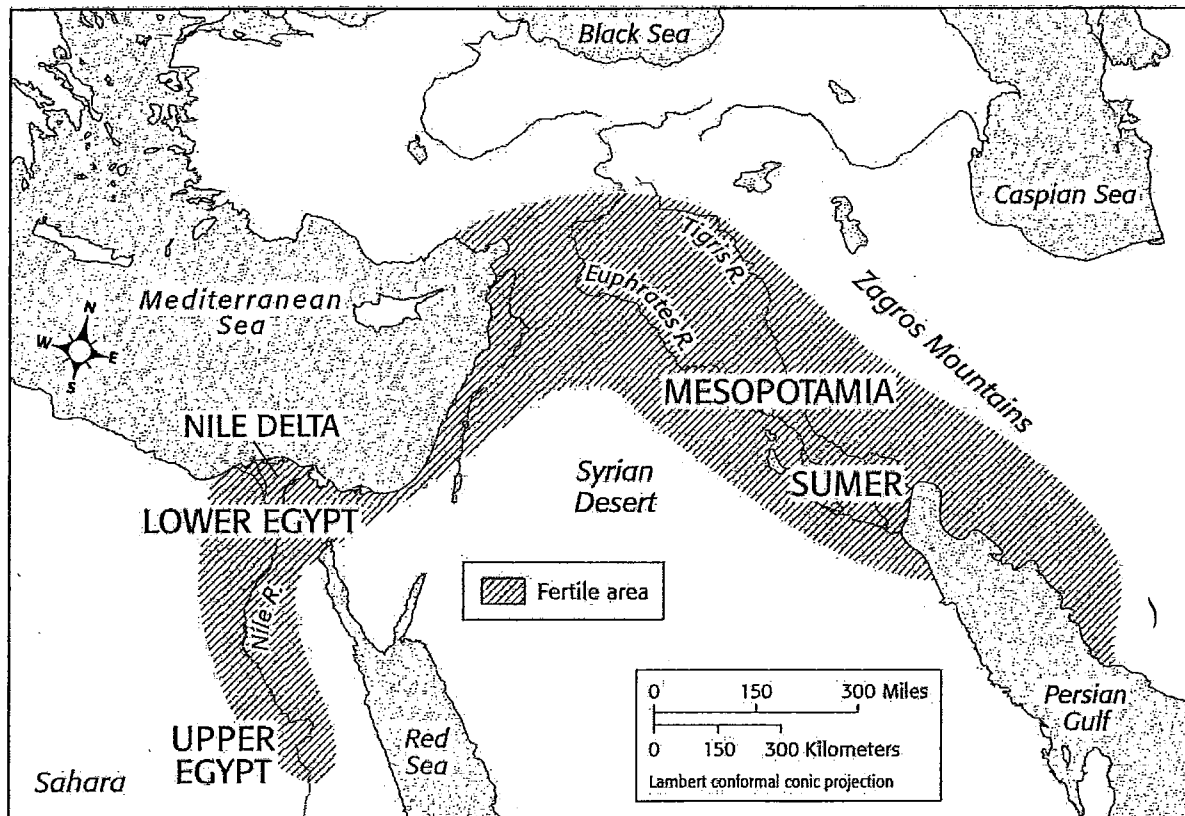 Black Sea
Caspian Sea
Tigris R.
Euphrates R.
Zagros Mountains
Mediterranean
Sea
N
W
E
S
MESOPOTAMIA
NILE DELTA
Syrian
Desert
SUMER
LOWER EGYPT
Fertile area
Nile R.
0 150 300 Miles
0 150 300 Kilometers
Lambert conformal conic projection
Persian
Gulf
UPPER
EGYPT
Red
Sea
Sahara